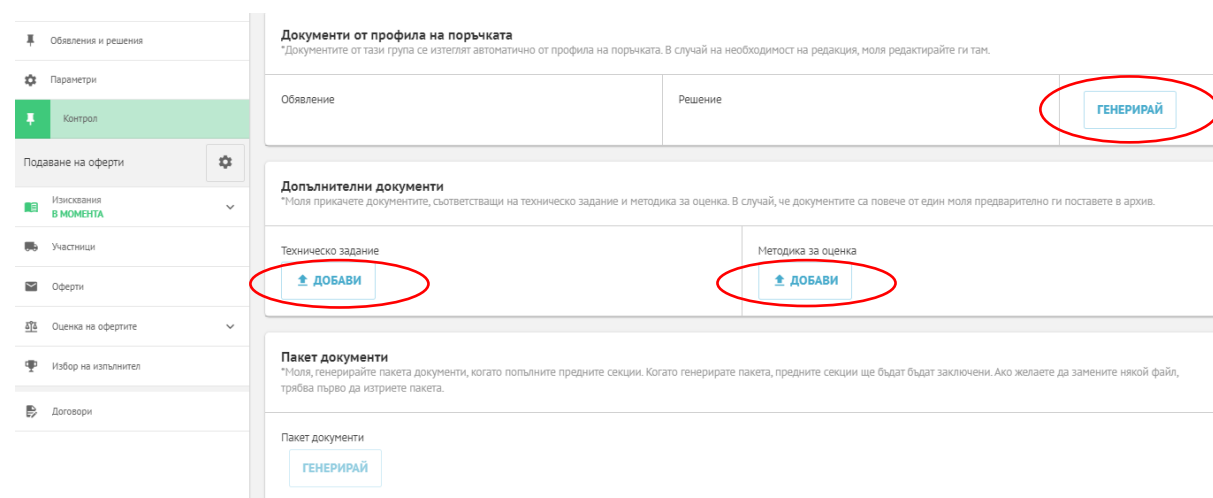 Обявления и решения
Параметри
Контрол
Подаване на оферти
Изисквания
В МОМЕНТА
Участници
Оферти
Оценка на офертите
Избор на изпълнител
Договори
Документи от профила на поръчката
*Документите от тази група се изтеглят автоматично от профила на поръчката. В случай на необходимост на редакция, моля редактирайте ги там.
Обявление
Решение
ГЕНЕРИРАЙ
Допълнителни документи
*Моля прикачете документите, съответстващи на техническо задание и методика за оценка. В случай, че документите са повече от един моля предварително ги поставете в архив.
Техническо задание
ДОБАВИ
Методика за оценка
ДОБАВИ
Пакет документи
*Моля, генерирайте пакета документи, когато попълните предните секции. Когато генерирате пакета, предните секции ще бъдат бъдат заключени. Ако желаете да замените някой файл,
трябва първо да изтриете пакета.
Пакет документи
ГЕНЕРИРАЙ